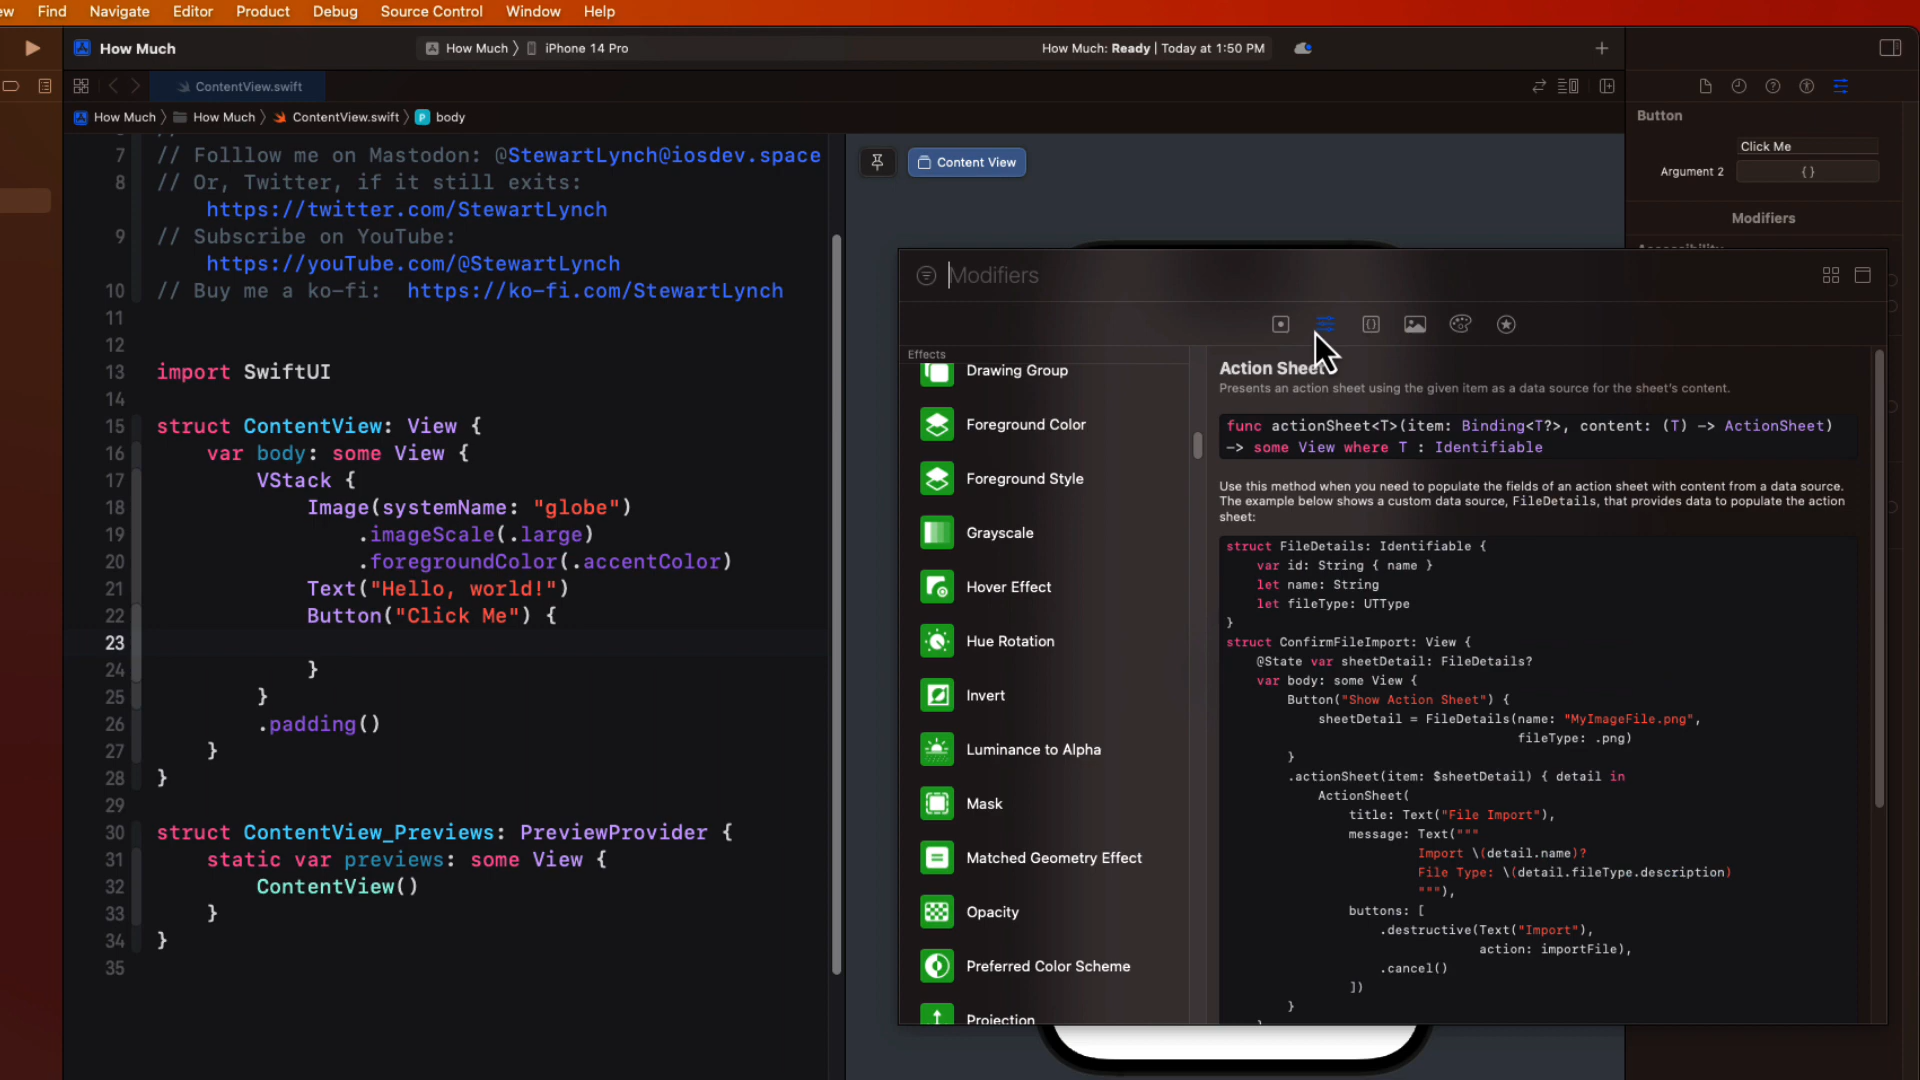 Find Navigate Editor Product Debug Source Control Window Help
How Much
How Much 〉 iPhone 14 Pro
How Much: Ready | Today at 1:50 PM
ContentView.swift
How Much 〉 How Much 〉 ContentView.swift 〉 P body
7 // Folllow me on Mastodon: @StewartLynch@iosdev.space
8 // Or, Twitter, if it still exits:
https://twitter.com/StewartLynch
9 // Subscribe on YouTube:
https://youTube.com/@StewartLynch
10 // Buy me a ko-fi: https://ko-fi.com/StewartLynch
11
12
13 import SwiftUI
14
15 struct ContentView: View {
16 var body: some View {
17 VStack {
18 Image(systemName: "globe")
19 .imageScale(.large)
20 .foregroundColor(.accentColor)
21 Text("Hello, world!")
22 Button("Click Me") {
23
24 }
25 }
26 .padding()
27 }
28 }
29
30 struct ContentView_Previews: PreviewProvider {
31 static var previews: some View {
32 ContentView()
33 }
34 }
35
Content View
Button
Click Me
Argument 2 { }
Modifiers
Modifiers
Effects
Drawing Group
Foreground Color
Foreground Style
Grayscale
Hover Effect
Hue Rotation
Invert
Luminance to Alpha
Mask
Matched Geometry Effect
Opacity
Preferred Color Scheme
Projection
Action Sheet
Presents an action sheet using the given item as a data source for the sheet's content.
func actionSheet<T>(item: Binding<T?>, content: (T) -> ActionSheet)
-> some View where T : Identifiable
Use this method when you need to populate the fields of an action sheet with content from a data source.
The example below shows a custom data source, FileDetails, that provides data to populate the action
sheet:
struct FileDetails: Identifiable {
var id: String { name }
let name: String
let fileType: UTType
}
struct ConfirmFileImport: View {
@State var sheetDetail: FileDetails?
var body: some View {
Button("Show Action Sheet") {
sheetDetail = FileDetails(name: "MyImageFile.png",
fileType: .png)
}
.actionSheet(item: $sheetDetail) { detail in
ActionSheet(
title: Text("File Import"),
message: Text("""
Import \(detail.name)?
File Type: \(detail.fileType.description)
"""),
buttons: [
.destructive(Text("Import"),
action: importFile),
.cancel()
])
}